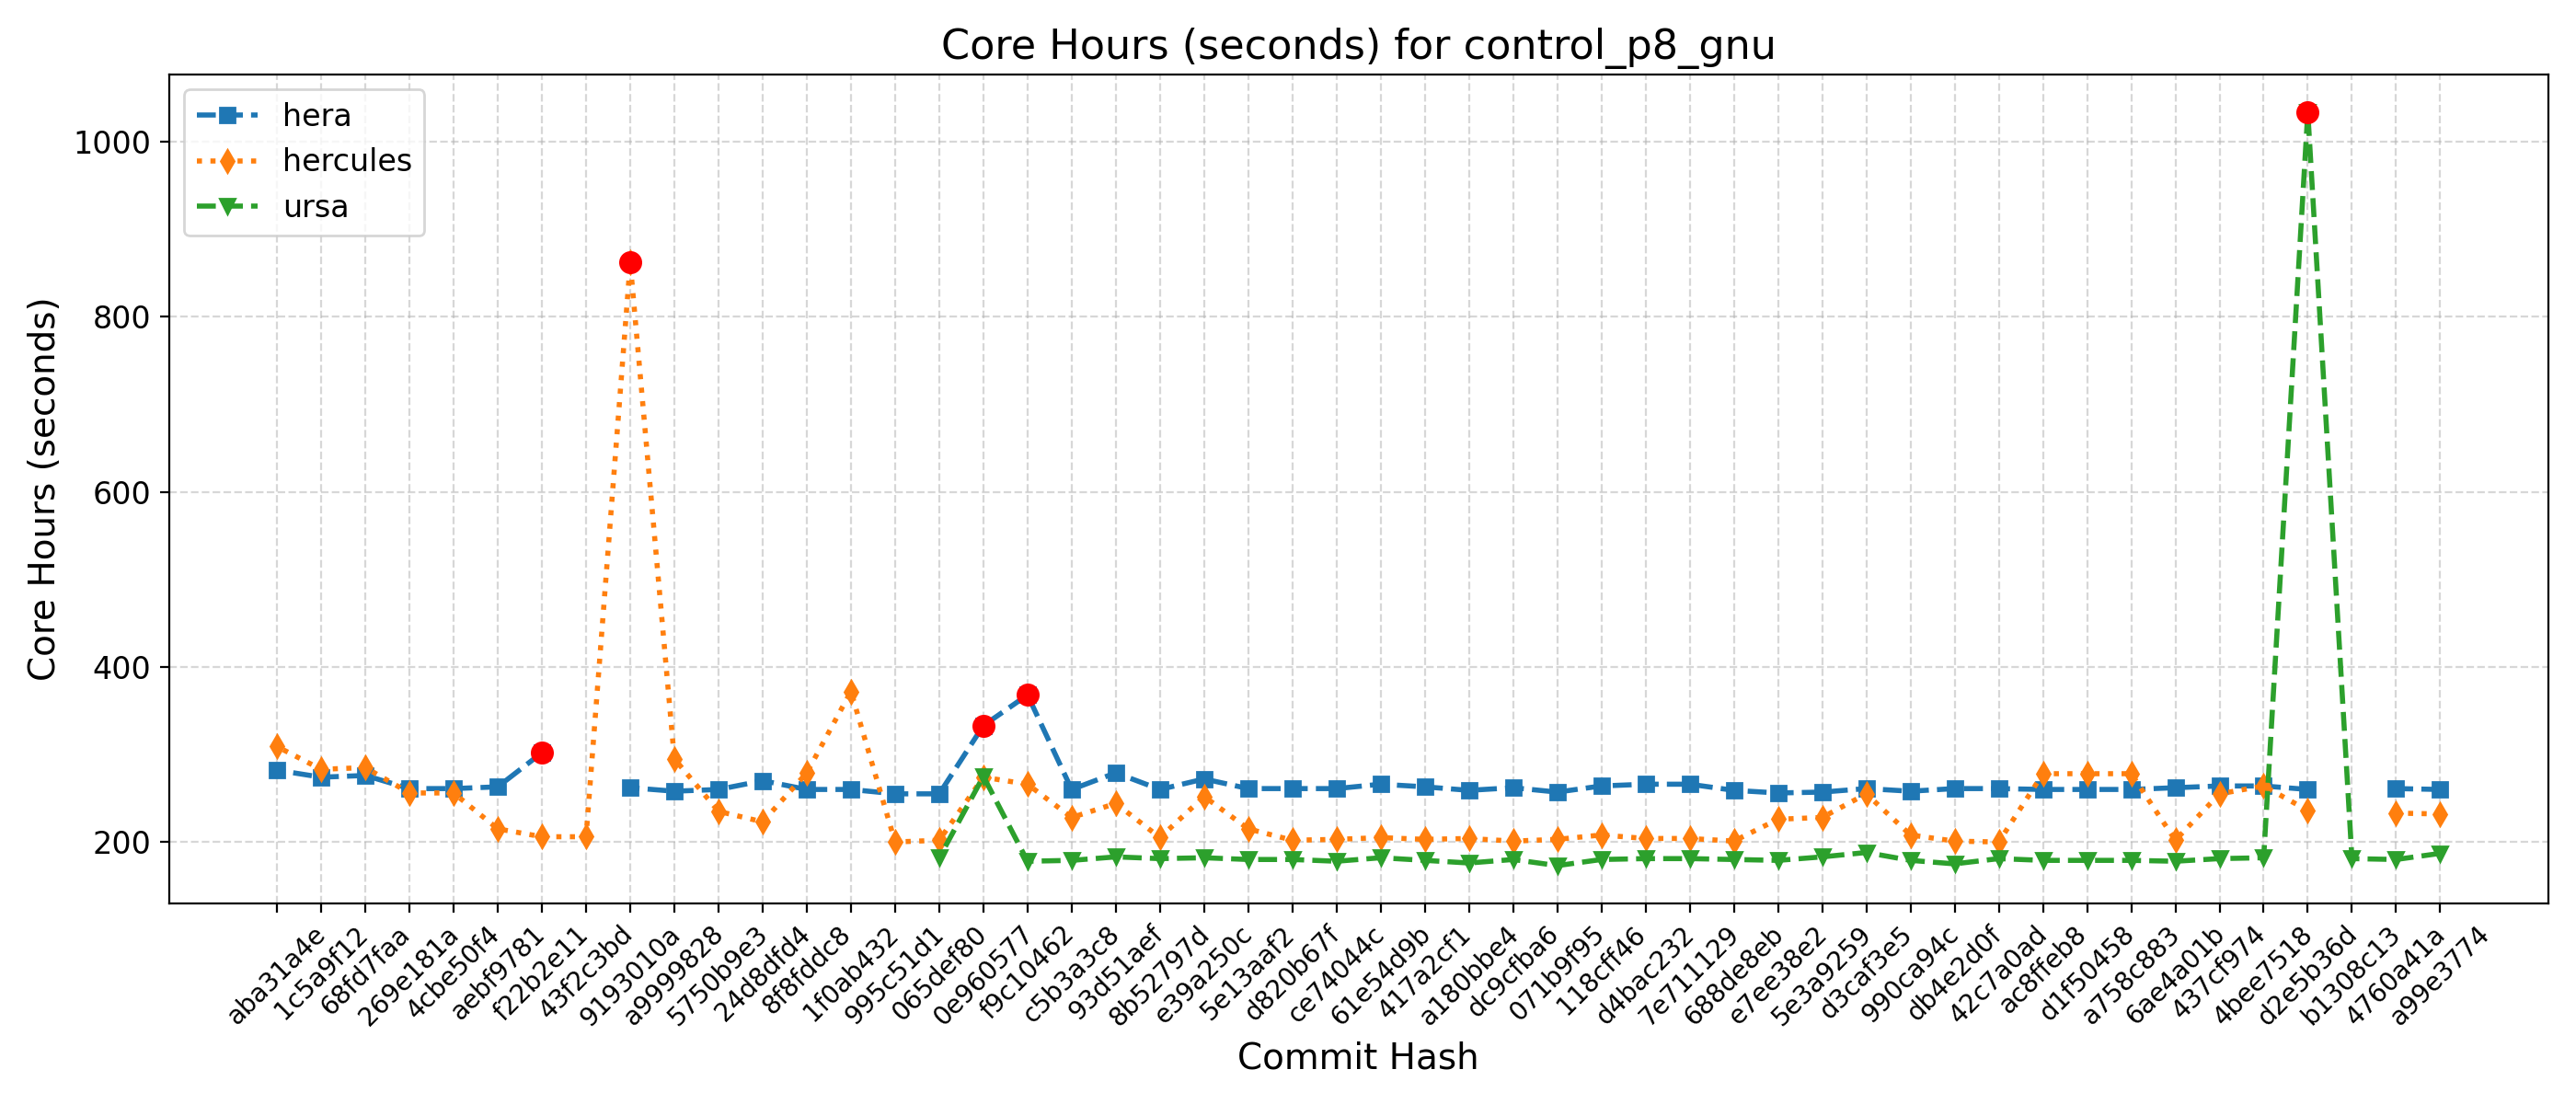 Core Hours (seconds) for control_p8_gnu
hera
hercules
ursa
Core Hours (seconds)
1000
800
600
400
200
aba31a4e
1c5a9f12
68fd7faa
269e181a
4cbe50f4
aebf9781
f22b2e11
43f2c3bd
9193010a
a9999828
5750b9e3
24d8dfd4
8f8fddc8
1f0ab432
995c51d1
065def80
0e960577
f9c10462
c5b3a3c8
93d51aef
8b52797d
e39a250c
5e13aaf2
d820b67f
ce74044c
61e54d9b
417a2cf1
a180bbe4
dc9cfba6
071b9f95
118cff46
d4bac232
7e711129
688de8eb
e7ee38e2
5e3a9259
d3caf3e5
990ca94c
db4e2d0f
42c7a0ad
ac8ffeb8
d1f50458
a758c883
6ae4a01b
437cf974
4bee7518
d2e5b36d
b1308c13
4760a41a
a99e3774
Commit Hash